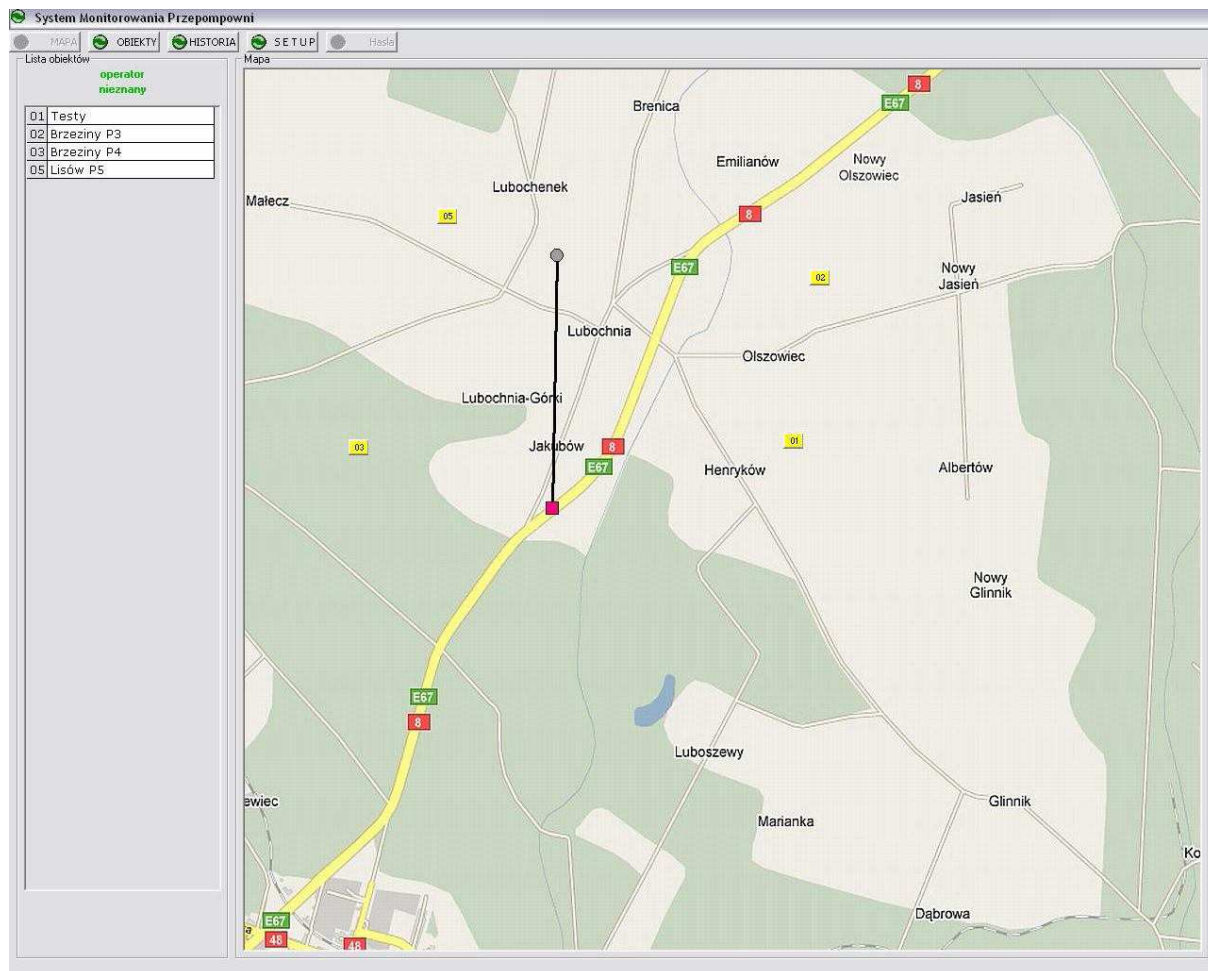 System Monitorowania Przepompowni
MAPA OBIEKTY HISTORIA SETUP Hasla
Lista obiektów
operator
nieznany
01 Testy
02 Brzeziny P3
03 Brzeziny P4
05 Lisów P5
Mapa
8
E67
Brenica
Emilianów
Nowy
Olszowiec
Lubochenek
Jasień
Małecz
05
8
E67
Nowy
Jasień
02
Lubochnia
Olszowiec
Lubochnia-Górki
01
Jakubów
8
03
E67
Henryków
Albertów
Nowy
Glinnik
E67
8
Luboszewy
ewiec
Glinnik
Marianka
Ko
Dąbrowa
E67
48
48